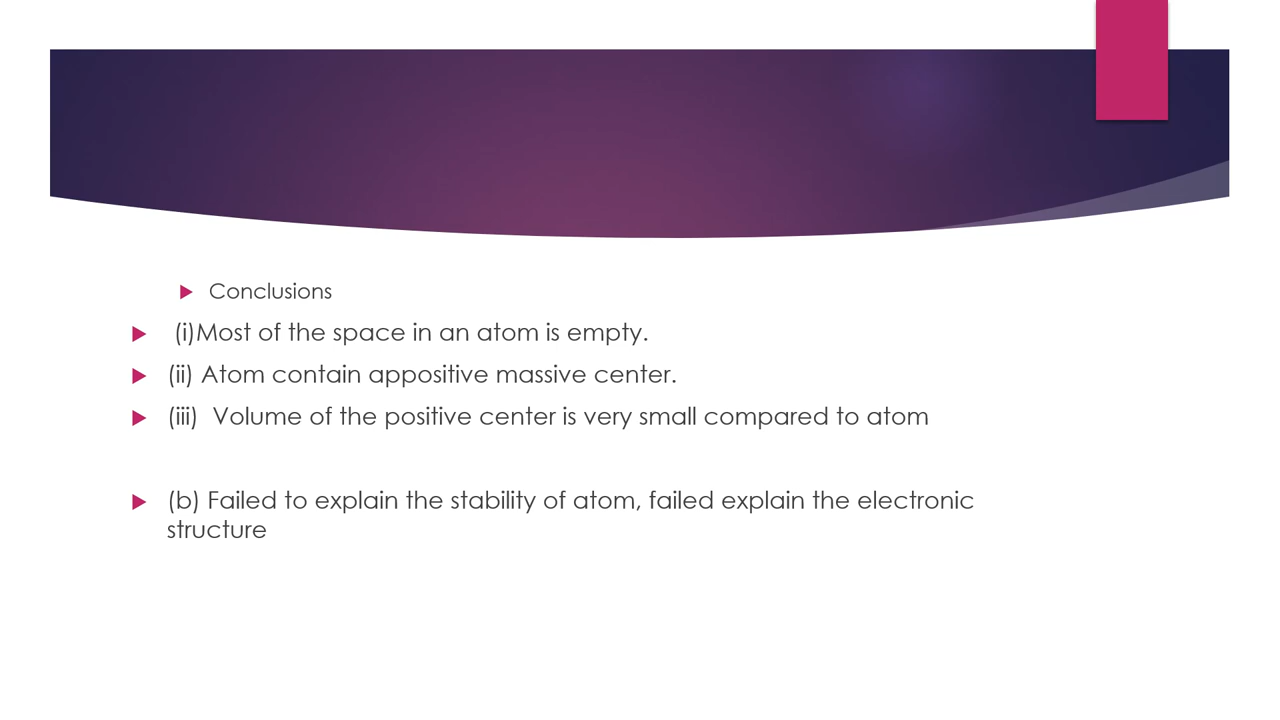 Conclusions
(i)Most of the space in an atom is empty.
(ii) Atom contain appositive massive center.
(iii)  Volume of the positive center is very small compared to atom
(b) Failed to explain the stability of atom, failed explain the electronic
structure